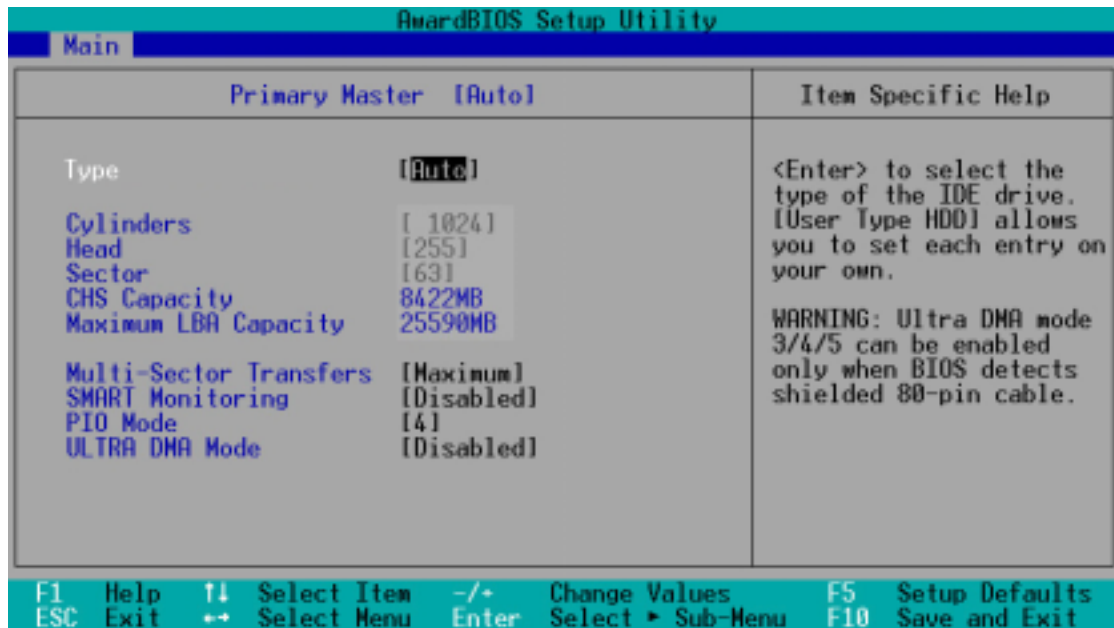 AwardBIOS Setup Utility
Main
Primary Master [Auto]
Item Specific Help
Type [Auto]
Cylinders [ 1024]
Head [255]
Sector [63]
CHS Capacity 8422MB
Maximum LBA Capacity 25590MB
Multi-Sector Transfers [Maximum]
SMART Monitoring [Disabled]
PIO Mode [4]
ULTRA DMA Mode [Disabled]
<Enter> to select the
type of the IDE drive.
[User Type HDD] allows
you to set each entry on
your own.
WARNING: Ultra DMA mode
3/4/5 can be enabled
only when BIOS detects
shielded 80-pin cable.
F1 Help ↑↓ Select Item -/+ Change Values F5 Setup Defaults
ESC Exit ←→ Select Menu Enter Select ► Sub-Menu F10 Save and Exit